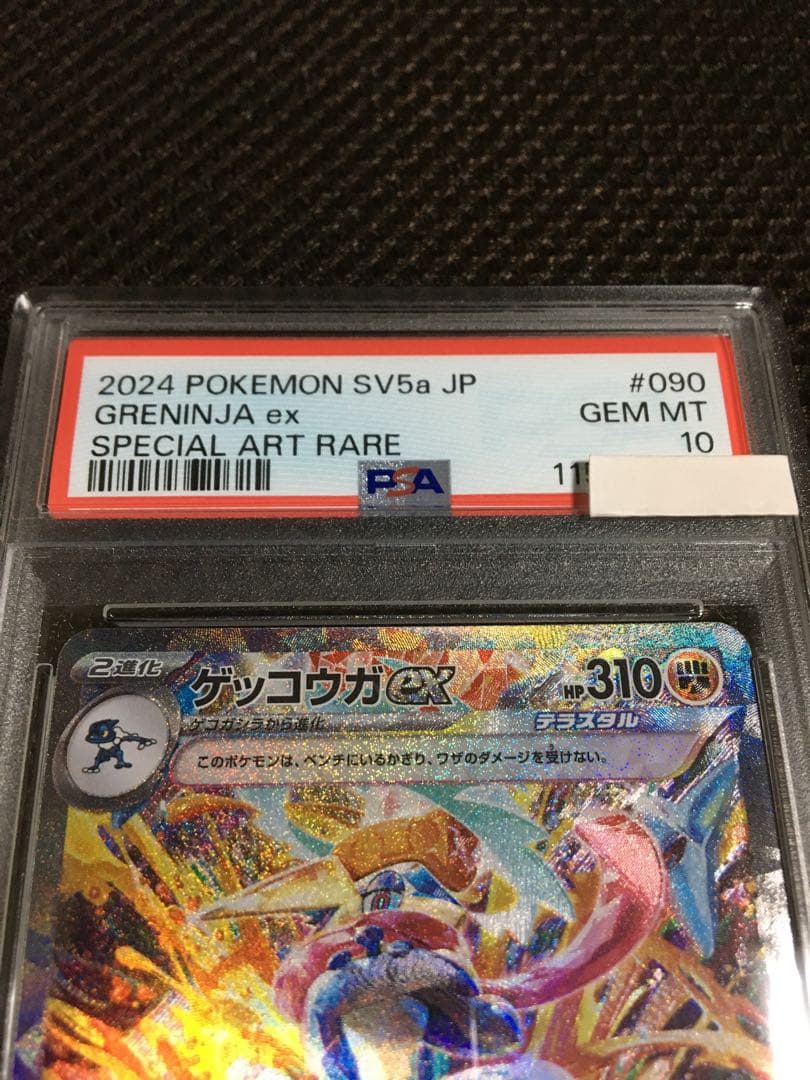 2024 POKEMON SV5a JP #090
GRENINJA ex GEM MT
SPECIAL ART RARE 10
PSA
115
2進化
ゲッコウガex HP310
ゲコガシラから進化 テラスタル
このポケモンは、ベンチにいるかぎり、ワザのダメージを受けない。